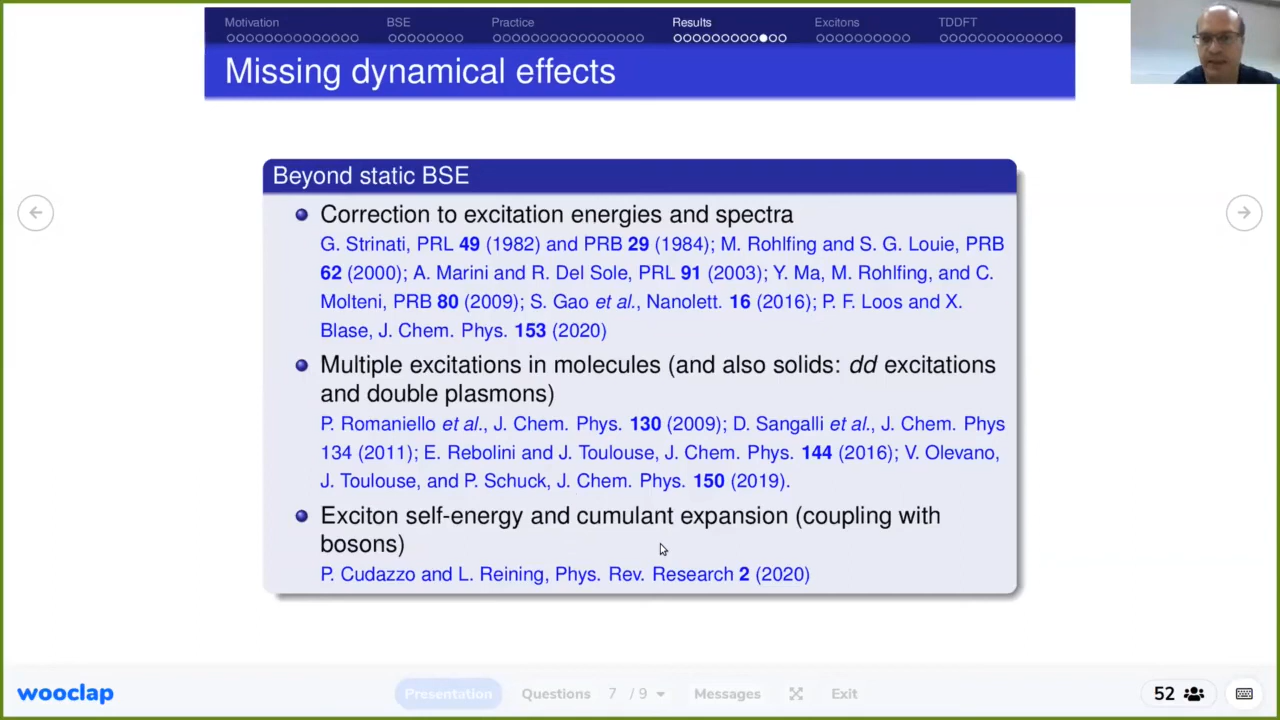 Motivation BSE Practice Results Excitons TDDFT
Missing dynamical effects
Beyond static BSE
Correction to excitation energies and spectra
G. Strinati, PRL 49 (1982) and PRB 29 (1984); M. Rohlfing and S. G. Louie, PRB
62 (2000); A. Marini and R. Del Sole, PRL 91 (2003); Y. Ma, M. Rohlfing, and C.
Molteni, PRB 80 (2009); S. Gao et al., Nanolett. 16 (2016); P. F. Loos and X.
Blase, J. Chem. Phys. 153 (2020)
Multiple excitations in molecules (and also solids: dd excitations
and double plasmons)
P. Romaniello et al., J. Chem. Phys. 130 (2009); D. Sangalli et al., J. Chem. Phys
134 (2011); E. Rebolini and J. Toulouse, J. Chem. Phys. 144 (2016); V. Olevano,
J. Toulouse, and P. Schuck, J. Chem. Phys. 150 (2019).
Exciton self-energy and cumulant expansion (coupling with
bosons)
P. Cudazzo and L. Reining, Phys. Rev. Research 2 (2020)
wooclap Presentation Questions 7 / 9 Messages Exit 52